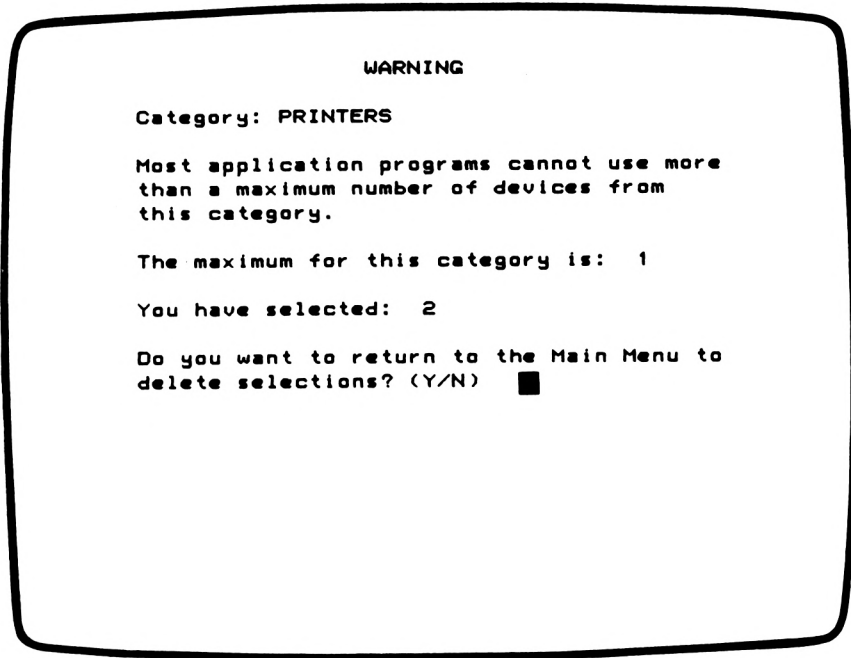 WARNING
Category: PRINTERS
Most application programs cannot use more
than a maximum number of devices from
this category.
The maximum for this category is: 1
You have selected: 2
Do you want to return to the Main Menu to
delete selections? (Y/N)